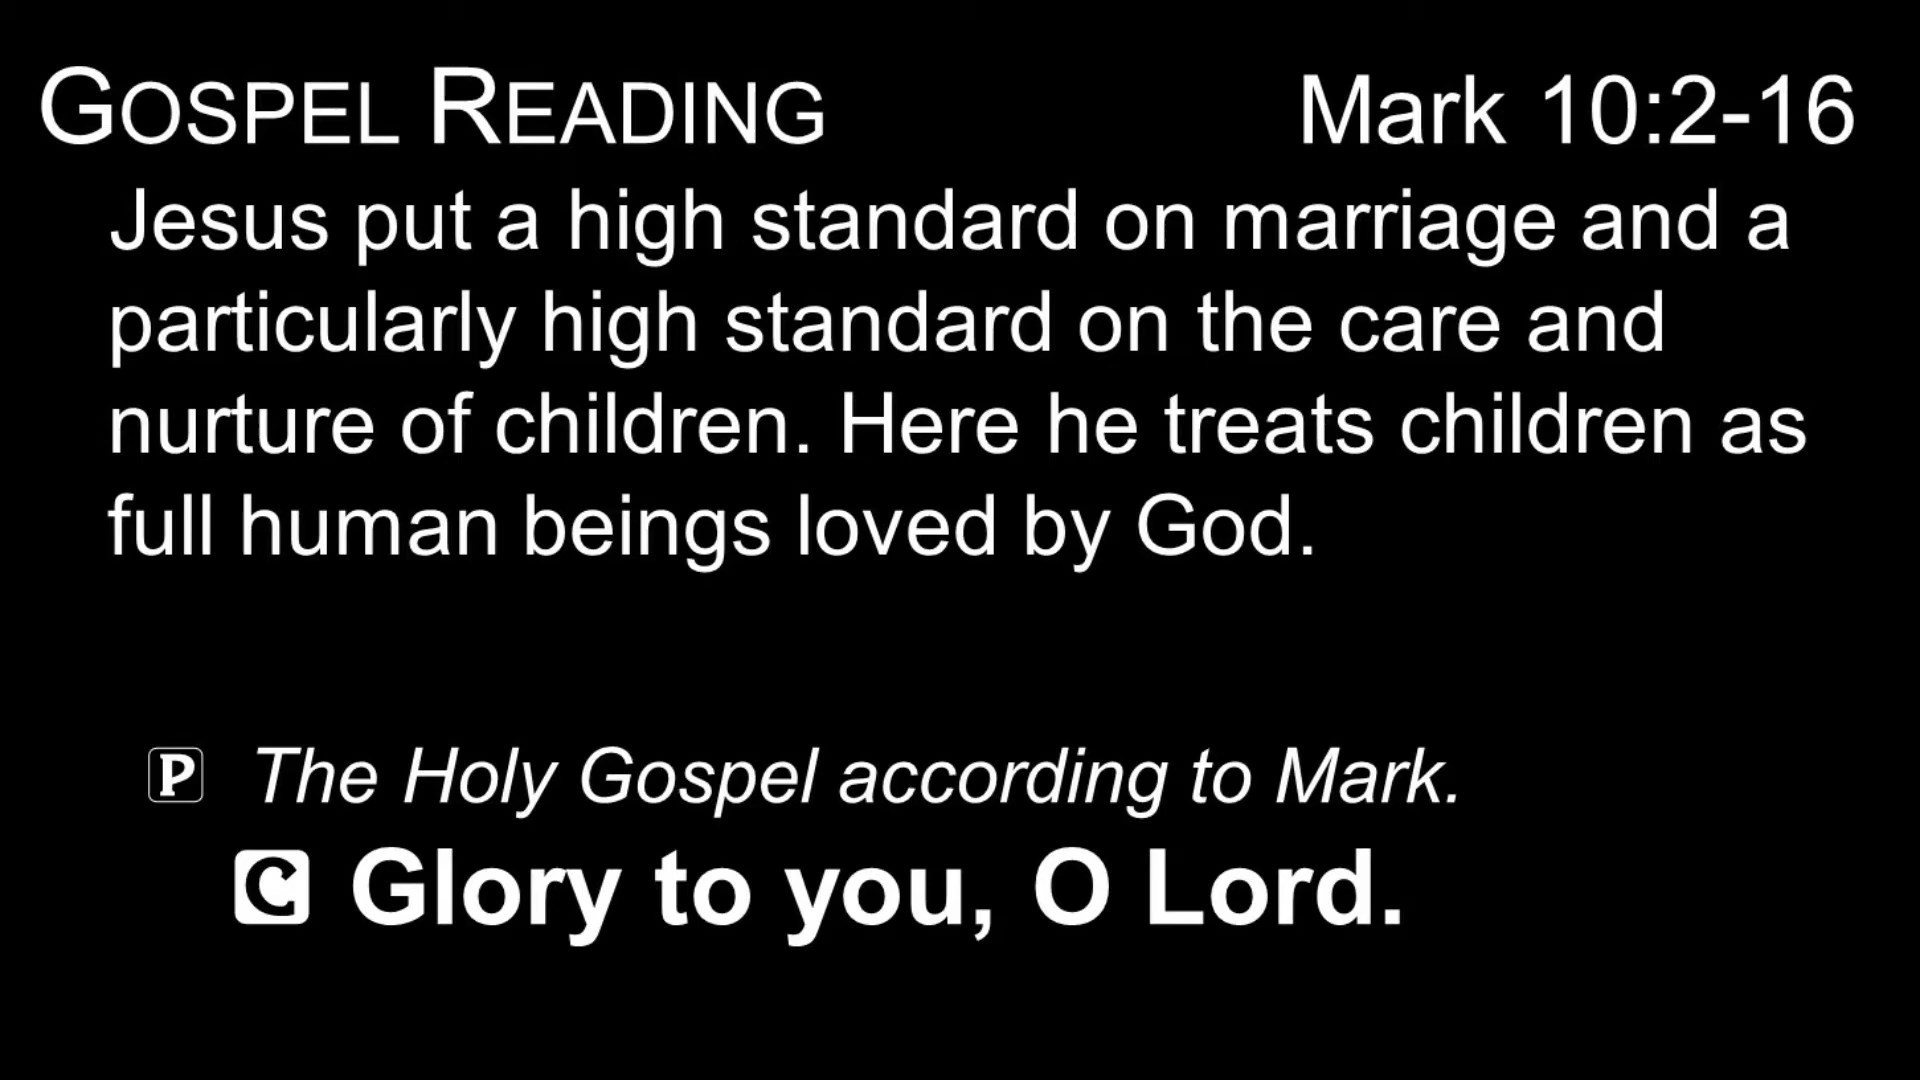 GOSPEL READING Mark 10:2-16
Jesus put a high standard on marriage and a
particularly high standard on the care and
nurture of children. Here he treats children as
full human beings loved by God.
P The Holy Gospel according to Mark.
C Glory to you, O Lord.